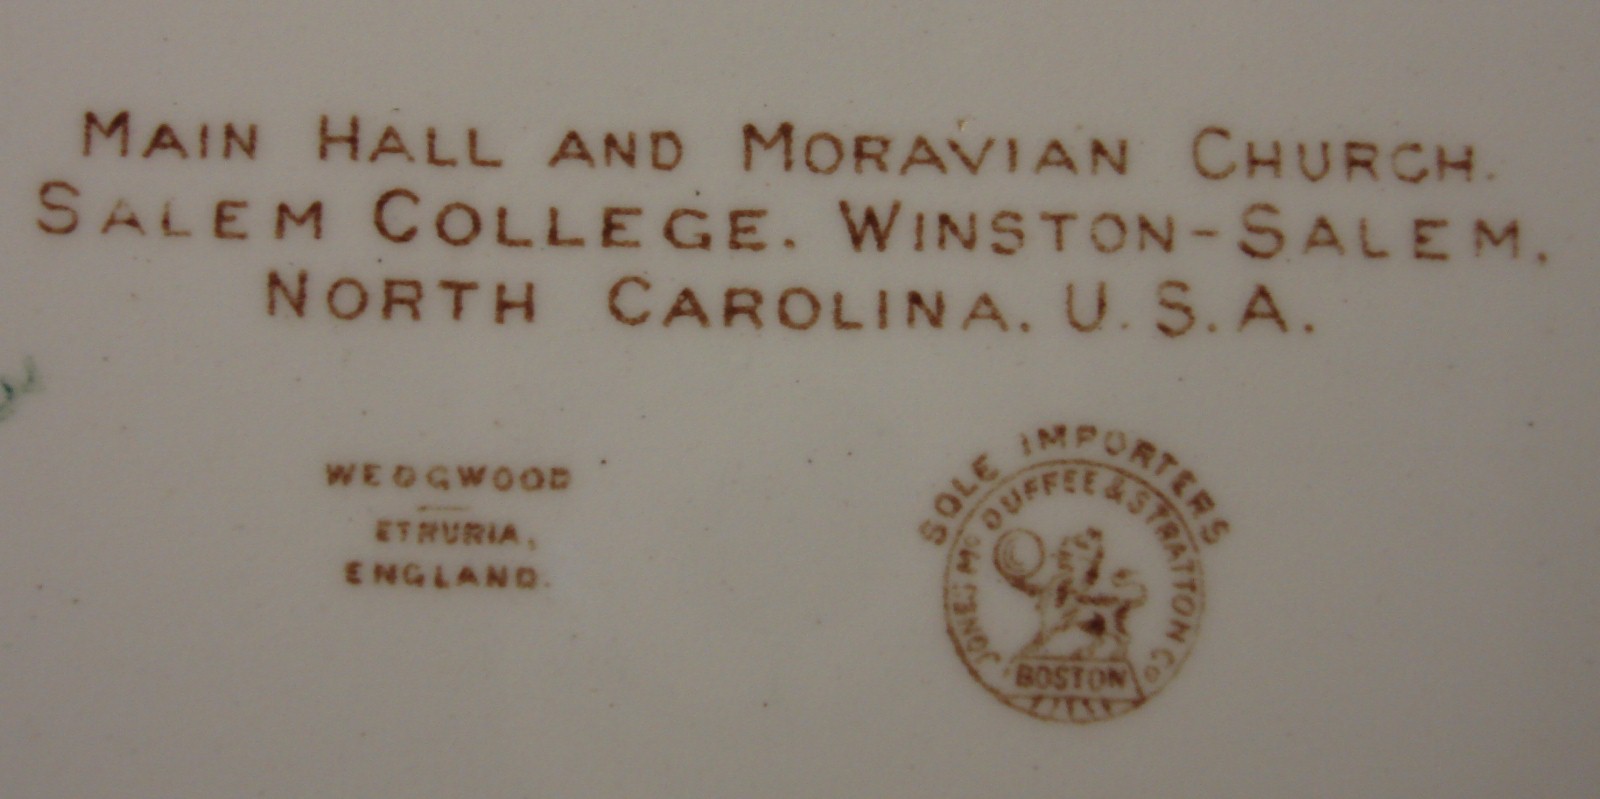 MAIN HALL AND MORAVIAN CHURCH.
SALEM COLLEGE. WINSTON-SALEM.
NORTH CAROLINA. U.S.A.
WEDGWOOD
ETRURIA,
ENGLAND.
SOLE IMPORTERS
JONES, McDUFFEE & STRATTON Co.
BOSTON